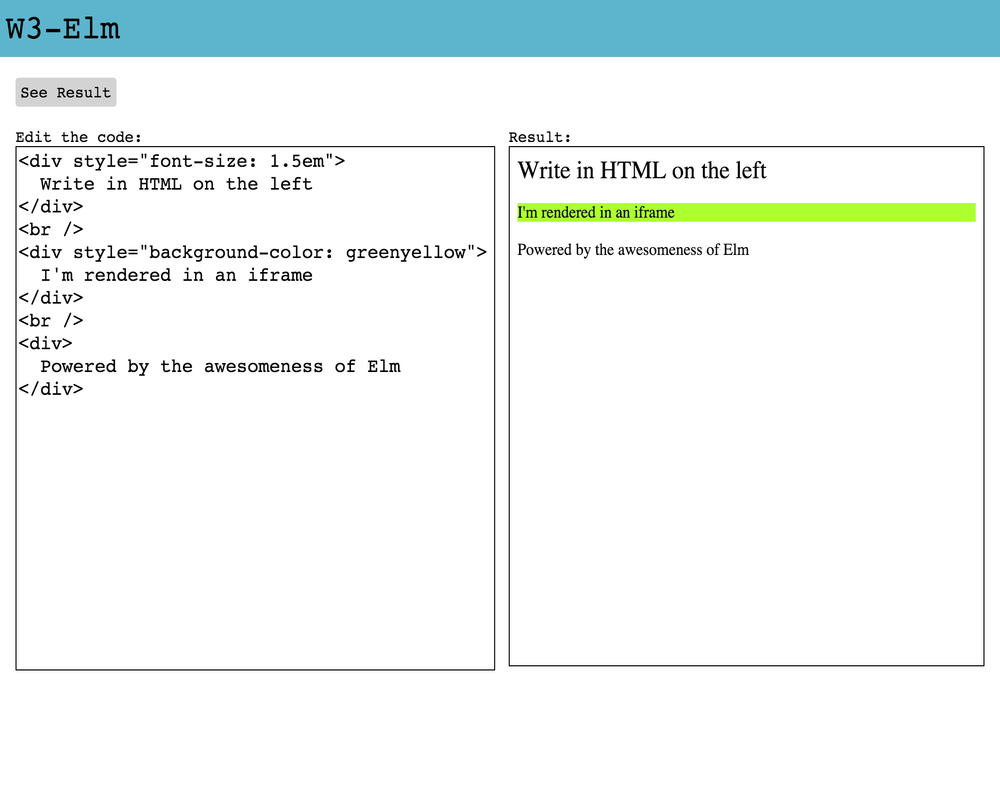 W3-Elm
See Result
Edit the code:
<div style="font-size: 1.5em">
  Write in HTML on the left
</div>
<br />
<div style="background-color: greenyellow">
  I'm rendered in an iframe
</div>
<br />
<div>
  Powered by the awesomeness of Elm
</div>
Result:
Write in HTML on the left
I'm rendered in an iframe
Powered by the awesomeness of Elm